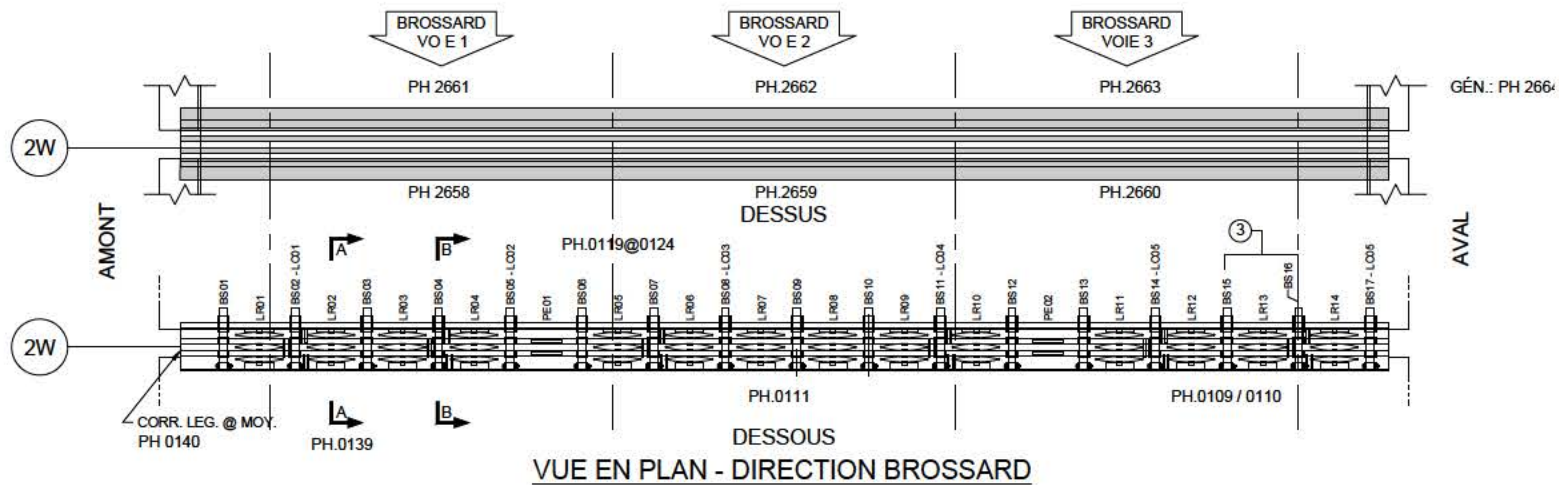 BROSSARD
VO E 1
BROSSARD
VO E 2
BROSSARD
VOIE 3
PH 2661
PH.2662
PH.2663
GÉN.: PH 2664
2W
PH 2658
PH.2659
PH.2660
DESSUS
AMONT
AVAL
A
B
PH.0119@0124
3
BS01
LR01
BS02 - LC01
LR02
BS03
LR03
BS04
LR04
BS05 - LC02
PE01
BS06
LR05
BS07
LR06
BS08 - LC03
LR07
BS09
LR08
BS10
LR09
BS11 - LC04
LR10
BS12
PE02
BS13
LR11
BS14 - LC05
LR12
BS15
LR13
BS16
LR14
BS17 - LC05
2W
CORR. LEG. @ MOY.
PH 0140
A
B
PH.0139
PH.0111
PH.0109 / 0110
DESSOUS
VUE EN PLAN - DIRECTION BROSSARD